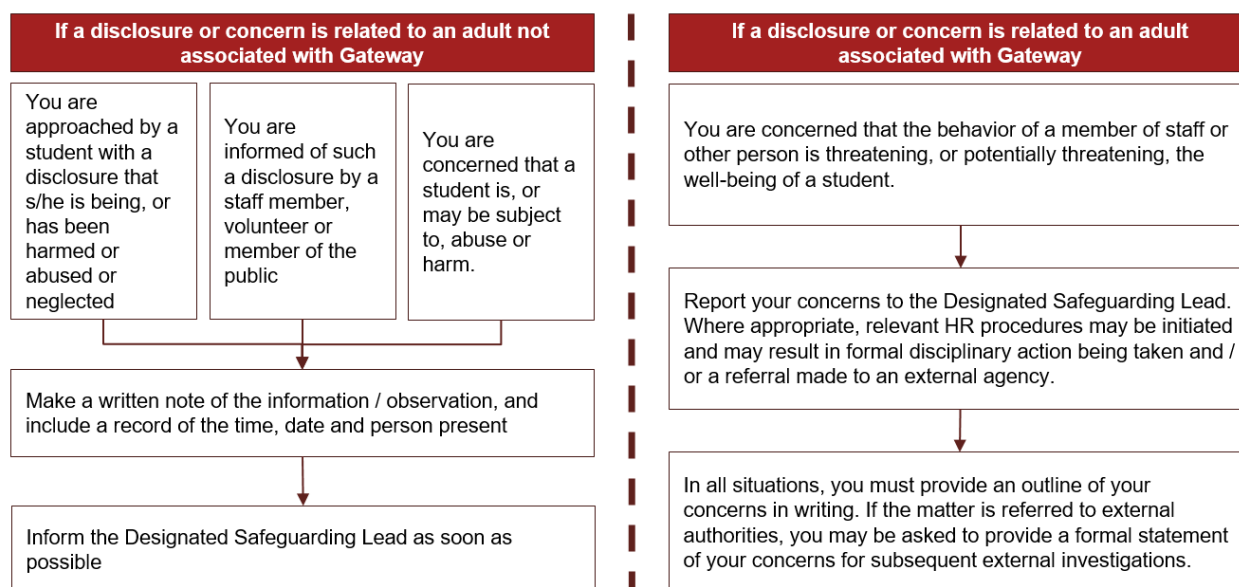 If a disclosure or concern is related to an adult not
associated with Gateway
You are
approached by a
student with a
disclosure that
s/he is being, or
has been
harmed or
abused or
neglected
You are
informed of such
a disclosure by a
staff member,
volunteer or
member of the
public
You are
concerned that a
student is, or
may be subject
to, abuse or
harm.
Make a written note of the information / observation, and
include a record of the time, date and person present
Inform the Designated Safeguarding Lead as soon as
possible
If a disclosure or concern is related to an adult
associated with Gateway
You are concerned that the behavior of a member of staff or
other person is threatening, or potentially threatening, the
well-being of a student.
Report your concerns to the Designated Safeguarding Lead.
Where appropriate, relevant HR procedures may be initiated
and may result in formal disciplinary action being taken and /
or a referral made to an external agency.
In all situations, you must provide an outline of your
concerns in writing. If the matter is referred to external
authorities, you may be asked to provide a formal statement
of your concerns for subsequent external investigations.